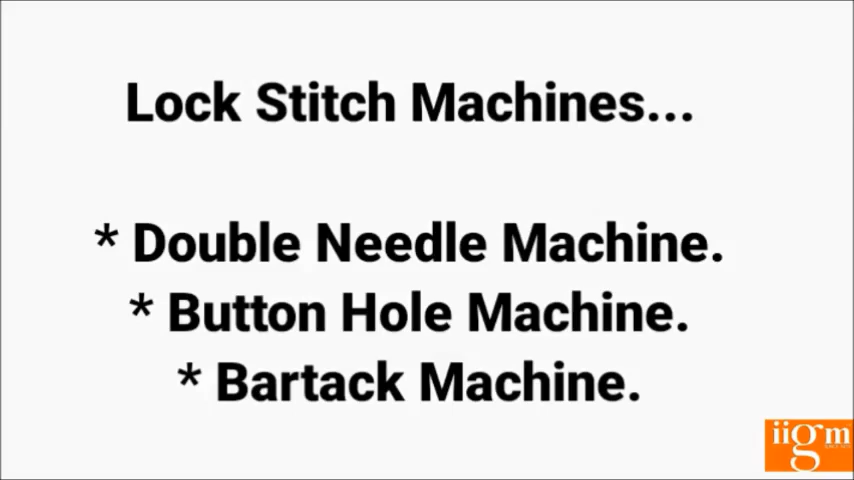 Lock Stitch Machines...
* Double Needle Machine.
* Button Hole Machine.
* Bartack Machine.
iigm